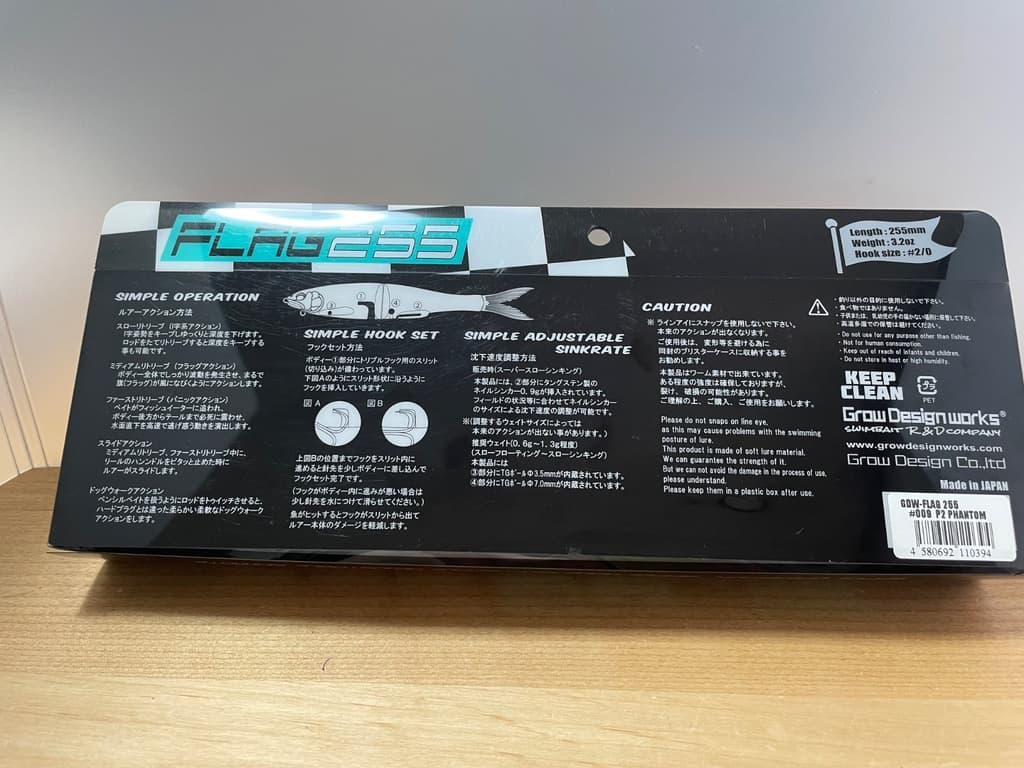 FLAG255
Length : 255mm
Weight : 3.2oz
Hook size : #2/0
SIMPLE OPERATION
ルアーアクション方法
スローリトリーブ（I字系アクション）
I字姿勢をキープしゆっくりと深度を下げます。
ロッドをたてリトリーブすると深度をキープする
事も可能です。
ミディアムリトリーブ（フラッグアクション）
ボディー全体でしっかり波動を発生させ、まるで
旗(フラッグ)が風になびくようにアクションします。
ファーストリトリーブ（パニックアクション）
ベイトがフィッシュイーターに追われ、
ボディー後方からテールまで必死に震わせ、
水面直下を高速で逃げ惑う動きを演出します。
スライドアクション
ミディアムリトリーブ、ファーストリトリーブ中に、
リールのハンドルをピタッと止めた時に
ルアーがスライドします。
ドッグウォークアクション
ペンシルベイトを扱うようにロッドをトゥイッチさせると、
ハードプラグとは違った柔らかい柔軟なドッグウォーク
アクションをします。
① ② ③ ④
SIMPLE HOOK SET
フックセット方法
ボディー①部分にトリプルフック用のスリット
(切り込み)が備わっています。
下図Aのようにスリット形状に沿うように
フックを挿入していきます。
図A 図B
上図Bの位置までフックをスリット内に
進めると針先を少しボディーに差し込んで
フックセット完了です。
(フックがボディー内に進みが悪い場合は
少し針先を水につけて滑らせてください。)
魚がヒットするとフックがスリットから出て
ルアー本体のダメージを軽減します。
SIMPLE ADJUSTABLE
SINKRATE
沈下速度調整方法
販売時(スーパースローシンキング)
本製品には、②部分にタングステン製の
ネイルシンカー0.9gが挿入されています。
フィールドの状況等に合わせてネイルシンカー
のサイズによる沈下速度の調整が可能です。
※(調整するウェイトサイズによっては
本来のアクションが出ない事があります。)
推奨ウェイト(0.6g～1.3g程度)
(スローフローティング～スローシンキング)
本製品には
③部分にTGボールΦ3.5mmが内蔵されています。
④部分にTGボールΦ7.0mmが内蔵されています。
CAUTION
※ラインアイにスナップを使用しないで下さい。
本来のアクションが出なくなります。
ご使用後は、変形等を避ける為に
同封のブリスターケースに収納する事を
お勧めします。
本製品はワーム素材で出来ています。
ある程度の強度は確保しておりますが、
裂け、破損の可能性があります。
ご理解の上、ご購入、ご使用をお願いします。
Please do not snaps on line eye.
as this may cause problems with the swimming
posture of lure.
This product is made of soft lure material.
We can guarantee the strength of it.
But we can not avoid the damage in the process of use,
please understand.
Please keep them in a plastic box after use.
・釣り以外の目的に使用しないで下さい。
・食べ物ではありません。
・子供または、乳幼児の手の届かない場所に保管して下さい。
・高温多湿での保管は避けてください。
・Do not use for any purpose other than fishing.
・Not for human consumption.
・Keep out of reach of infants and children.
・Do not store in heat or high humidity.
KEEP
CLEAN
プラ
PET
Grow Design works®
SWIMBAIT R&D COMPANY
www.growdesignworks.com
Grow Design Co.,ltd
Made in JAPAN
GDW-FLAG 255
#009 P2 PHANTOM
4 580692 110394